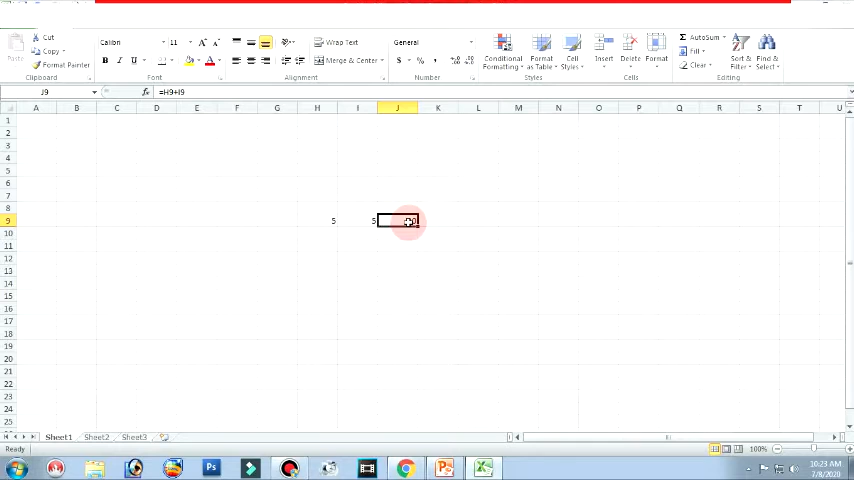 Cut
Copy
Format Painter
Paste
Clipboard
Calibri 11
B I U
Font
Wrap Text
Merge & Center
Alignment
General
$ % ,
Number
Conditional Formatting
Format as Table
Cell Styles
Styles
Insert
Delete
Format
Cells
Σ AutoSum
Fill
Clear
Sort & Filter
Find & Select
Editing
J9 fx =H9+I9
A B C D E F G H I J K L M N O P Q R S T U
1
2
3
4
5
6
7
8
9 5 5
10
11
12
13
14
15
16
17
18
19
20
21
22
23
24
25
Sheet1 Sheet2 Sheet3
Ready 100%
10:23 AM
7/8/2020